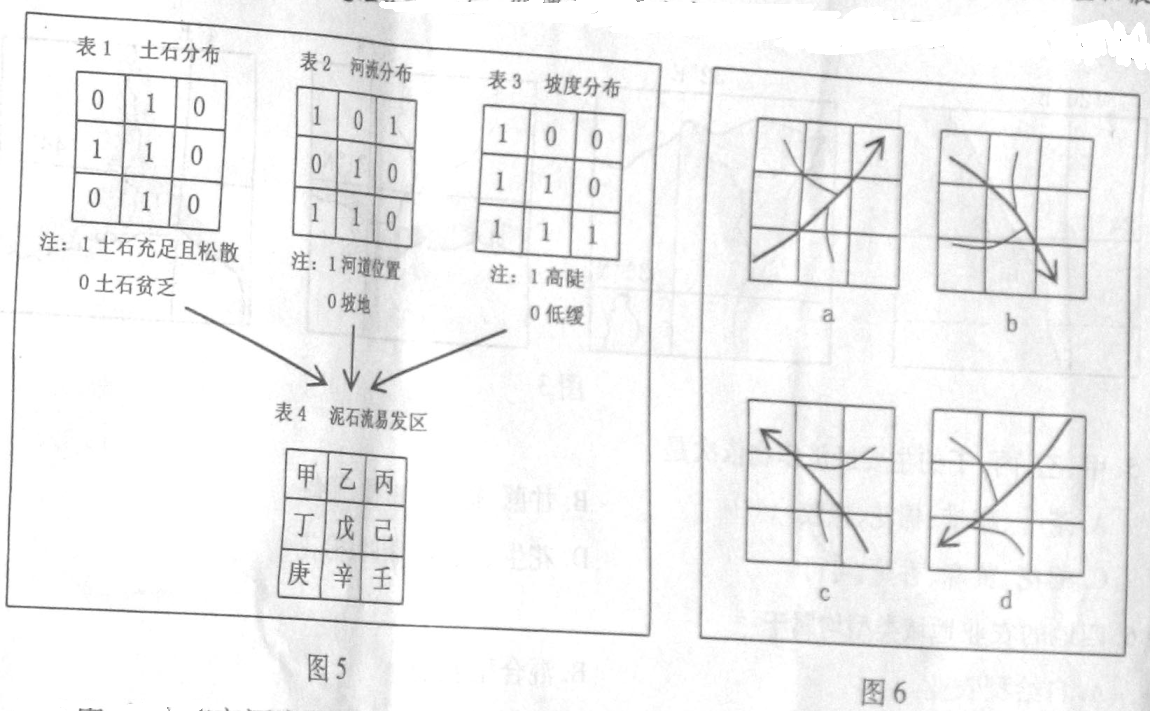 表1 土石分布
0 1 0
1 1 0
0 1 0
注：1 土石充足且松散
0 土石贫乏
表2 河流分布
1 0 1
0 1 0
1 1 0
注：1 河道位置
0 坡地
表3 坡度分布
1 0 0
1 1 0
1 1 1
注：1 高陡
0 低缓
表4 泥石流易发区
甲 乙 丙
丁 戊 己
庚 辛 壬
图5
a
b
c
d
图6